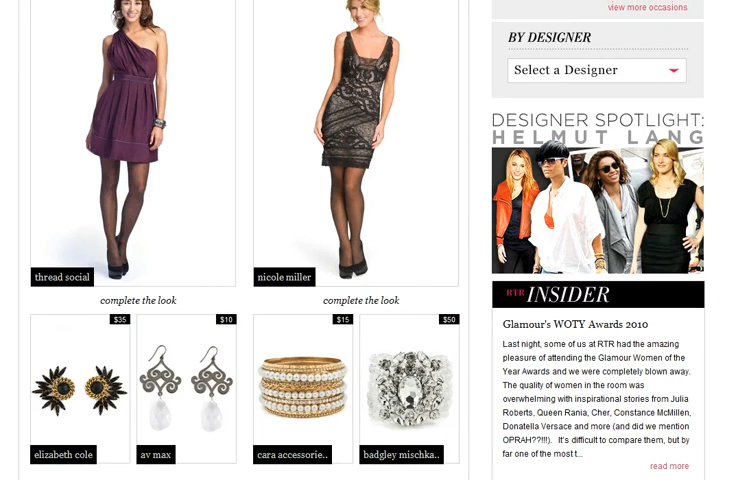 view more occasions
BY DESIGNER
Select a Designer
DESIGNER SPOTLIGHT:
HELMUT LANG
thread social
nicole miller
complete the look
complete the look
$35
$10
$15
$50
elizabeth cole
av max
cara accessorie..
badgley mischka..
RTR INSIDER
Glamour's WOTY Awards 2010
Last night, some of us at RTR had the amazing
pleasure of attending the Glamour Women of the
Year Awards and we were completely blown away.
The quality of women in the room was
overwhelming with inspirational stories from Julia
Roberts, Queen Rania, Cher, Constance McMillen,
Donatella Versace and more (and did we mention
OPRAH??!!!). It's difficult to compare them, but by
far one of the most t...
read more